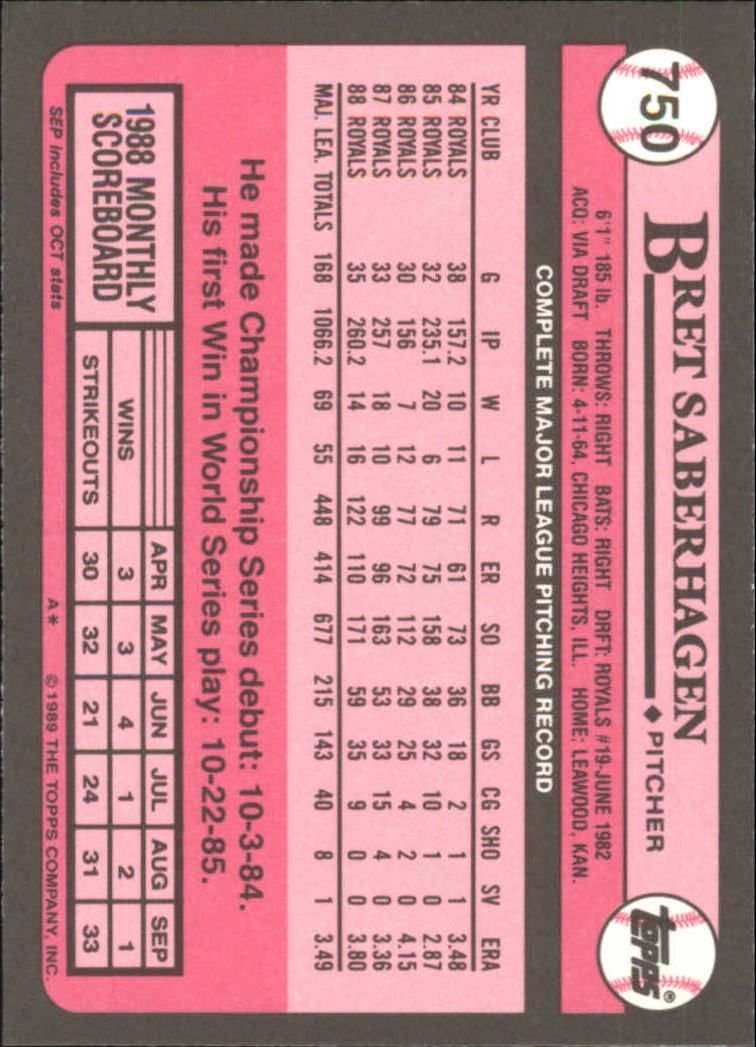 750
BRET SABERHAGEN
◆ PITCHER
TOPPS®
6'1" 185 lb. THROWS: RIGHT BATS: RIGHT DRFT: ROYALS #19-JUNE 1982
ACQ: VIA DRAFT BORN: 4-11-64, CHICAGO HEIGHTS, ILL. HOME: LEAWOOD, KAN.
COMPLETE MAJOR LEAGUE PITCHING RECORD
YR CLUB G IP W L R ER SO BB GS CG SHO SV ERA
84 ROYALS 38 157.2 10 11 71 61 73 36 18 2 1 1 3.48
85 ROYALS 32 235.1 20 6 79 75 158 38 32 10 1 0 2.87
86 ROYALS 30 156 7 12 77 72 112 29 25 4 2 0 4.15
87 ROYALS 33 257 18 10 99 96 163 53 33 15 4 0 3.36
88 ROYALS 35 260.2 14 16 122 110 171 59 35 9 0 0 3.80
MAJ. LEA. TOTALS 168 1066.2 69 55 448 414 677 215 143 40 8 1 3.49
He made Championship Series debut: 10-3-84.
His first Win in World Series play: 10-22-85.
1988 MONTHLY
SCOREBOARD
APR MAY JUN JUL AUG SEP
WINS 3 3 4 1 2 1
STRIKEOUTS 30 32 21 24 31 33
SEP includes OCT stats
A* © 1989 THE TOPPS COMPANY, INC.